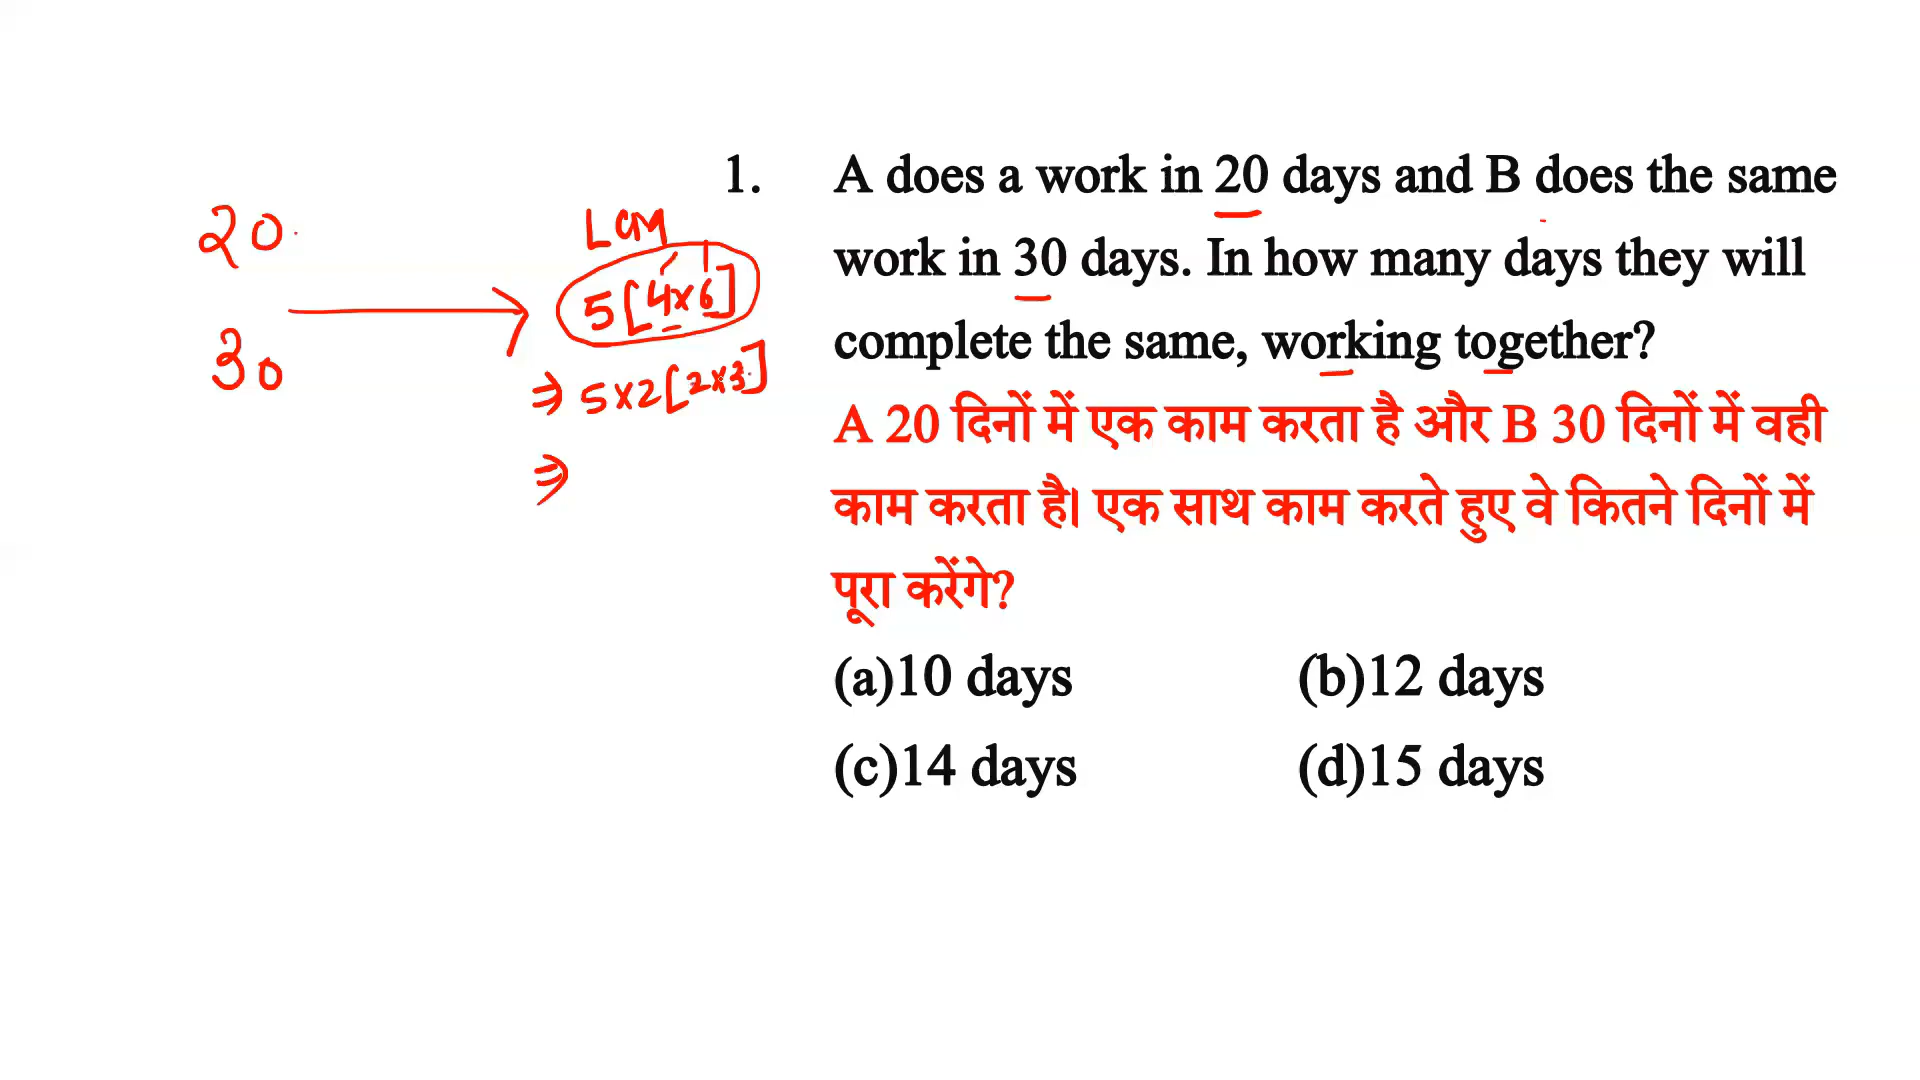 20
30
LCM
5[4×6]
⇒ 5×2[2×3]
⇒
1. A does a work in 20 days and B does the same
work in 30 days. In how many days they will
complete the same, working together?
A 20 दिनों में एक काम करता है और B 30 दिनों में वही
काम करता है। एक साथ काम करते हुए वे कितने दिनों में
पूरा करेंगे?
(a)10 days (b)12 days
(c)14 days (d)15 days